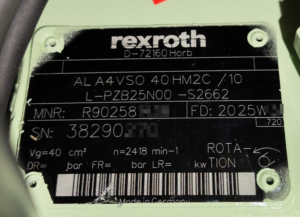 rexroth
D-72160 Horb
AL A4VSO 40 HM2C /10
L-PZB25N00 -S2662
MNR: R90258 FD: 2025W
720
SN: 38290
Vg= 40 cm³ n= 2418 min-1 ROTA-
DR= bar FR= bar LR= kw TION
Made in Germany